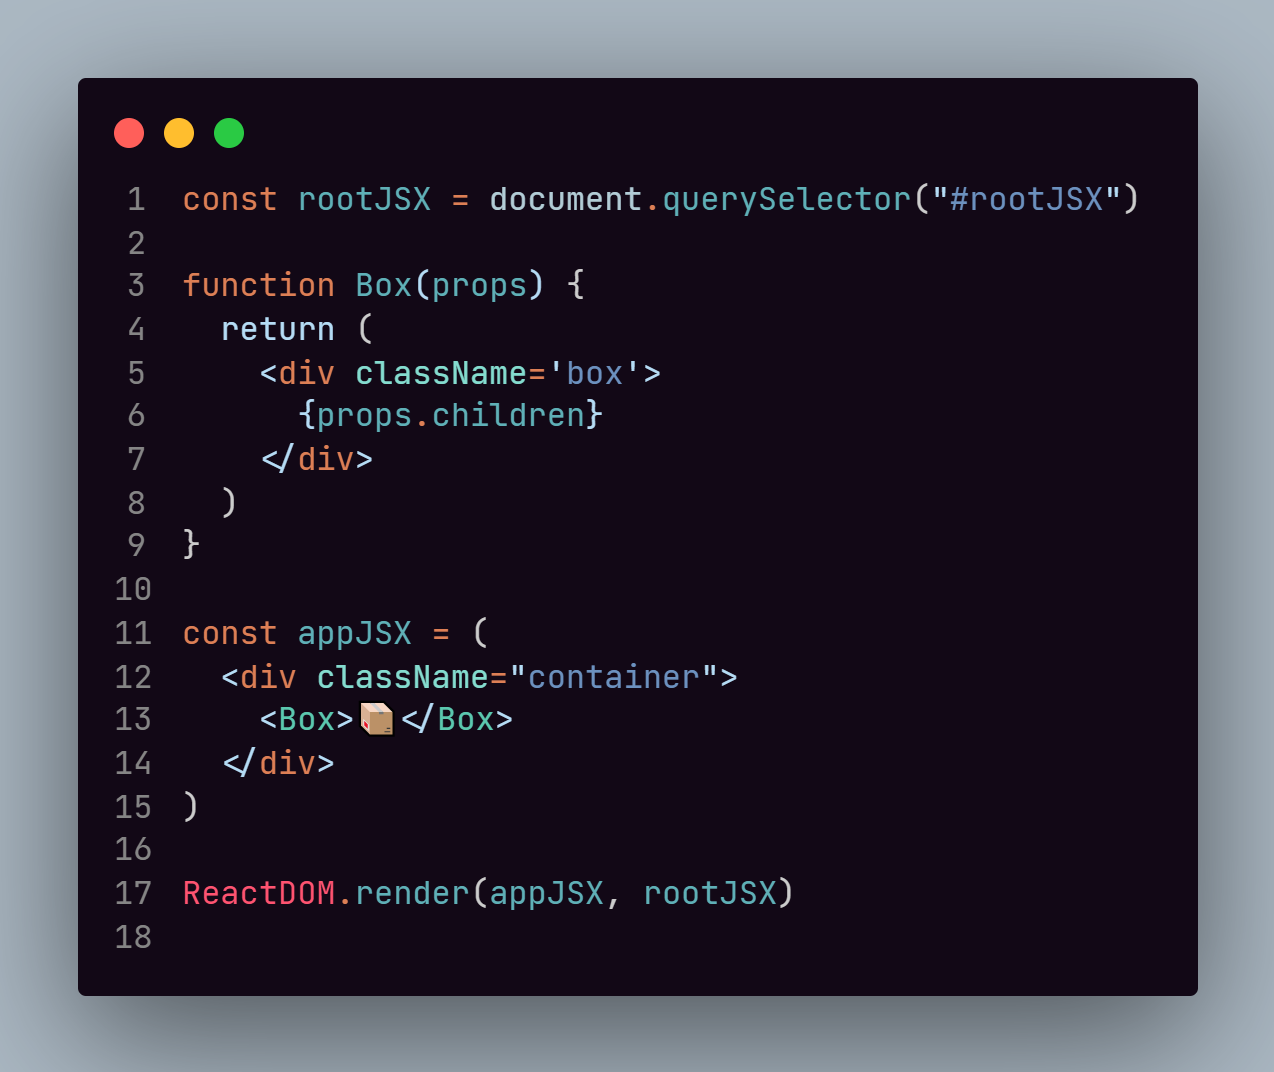 1 const rootJSX = document.querySelector("#rootJSX")
2
3 function Box(props) {
4   return (
5     <div className='box'>
6       {props.children}
7     </div>
8   )
9 }
10
11 const appJSX = (
12   <div className="container">
13     <Box>📦</Box>
14   </div>
15 )
16
17 ReactDOM.render(appJSX, rootJSX)
18